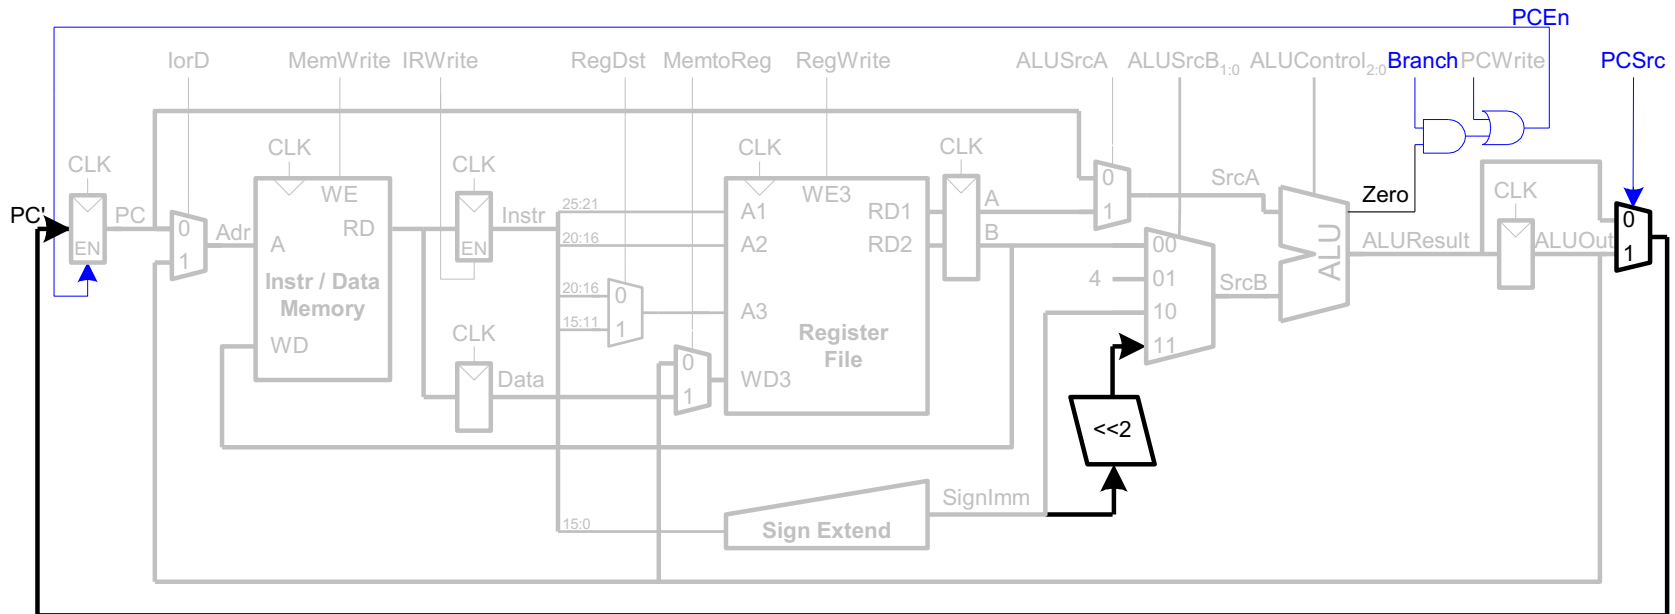 PCEn
IorD MemWrite IRWrite RegDst MemtoReg RegWrite ALUSrcA ALUSrcB1:0 ALUControl2:0 Branch PCWrite PCSrc
CLK CLK CLK CLK CLK CLK
PC' PC EN
0 1 Adr
WE A RD Instr / Data Memory WD
Instr EN
CLK Data
25:21
20:16
20:16 0
15:11 1
15:0
0 1
A1 A2 A3 WD3 WE3 RD1 RD2 Register File
A
B
0 1 SrcA
00
4 01
10
11
SrcB
<<2
SignImm
Sign Extend
ALU Zero ALUResult
ALUOut
0
1